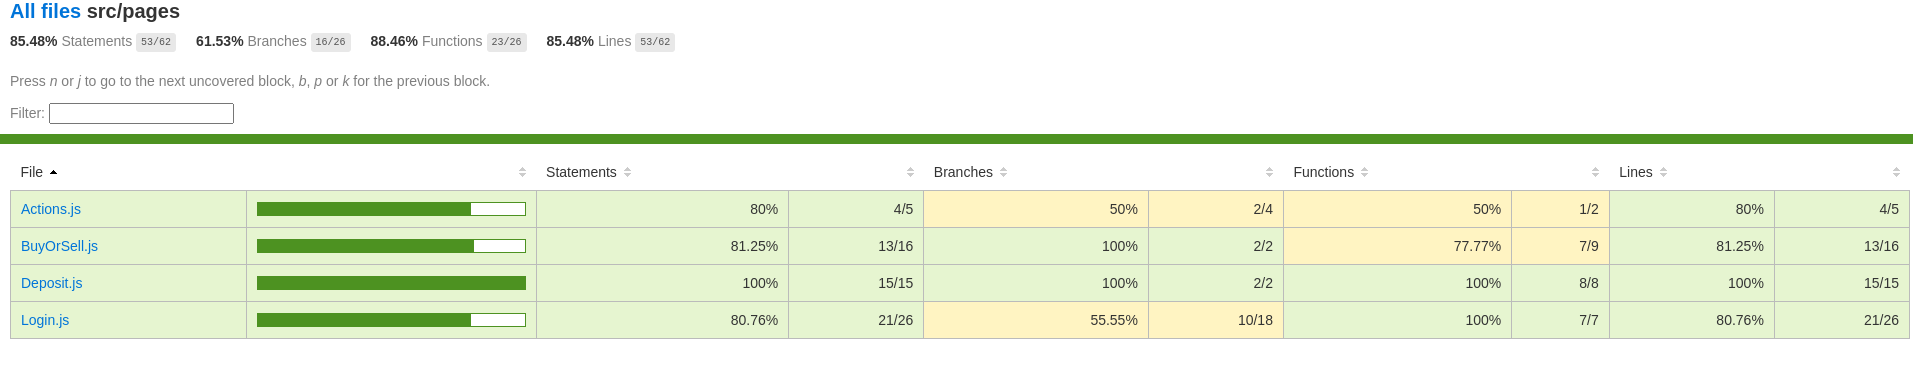 All files src/pages
85.48% Statements 53/62 61.53% Branches 16/26 88.46% Functions 23/26 85.48% Lines 53/62
Press n or j to go to the next uncovered block, b, p or k for the previous block.
Filter:
File Statements Branches Functions Lines
Actions.js 80% 4/5 50% 2/4 50% 1/2 80% 4/5
BuyOrSell.js 81.25% 13/16 100% 2/2 77.77% 7/9 81.25% 13/16
Deposit.js 100% 15/15 100% 2/2 100% 8/8 100% 15/15
Login.js 80.76% 21/26 55.55% 10/18 100% 7/7 80.76% 21/26